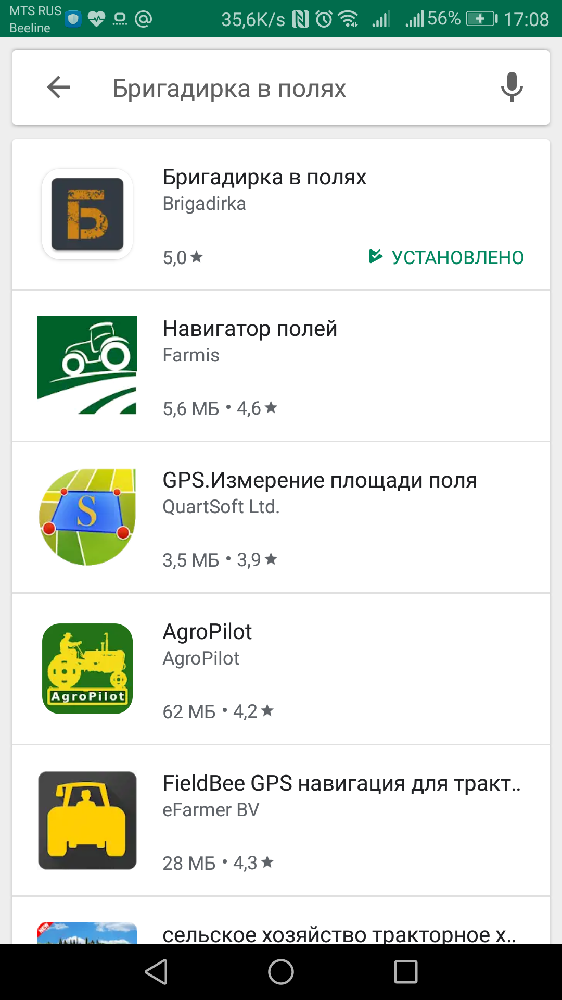 MTS RUS
Beeline
35,6K/s
56%
17:08
Бригадирка в полях
Б
Бригадирка в полях
Brigadirka
5,0
УСТАНОВЛЕНО
Навигатор полей
Farmis
5,6 МБ • 4,6
S
GPS.Измерение площади поля
QuartSoft Ltd.
3,5 МБ • 3,9
AgroPilot
AgroPilot
AgroPilot
62 МБ • 4,2
FieldBee GPS навигация для тракт..
eFarmer BV
28 МБ • 4,3
NEW
сельское хозяйство тракторное х..